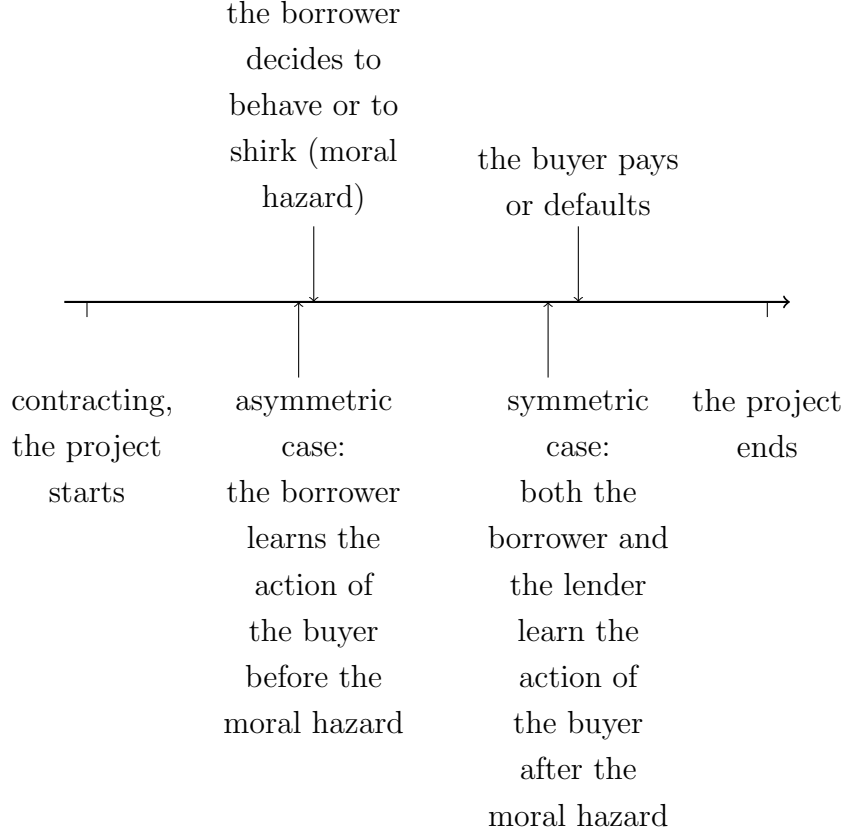 the borrower
decides to
behave or to
shirk (moral
hazard)
the buyer pays
or defaults
contracting,
the project
starts
asymmetric
case:
the borrower
learns the
action of
the buyer
before the
moral hazard
symmetric
case:
both the
borrower and
the lender
learn the
action of
the buyer
after the
moral hazard
the project
ends